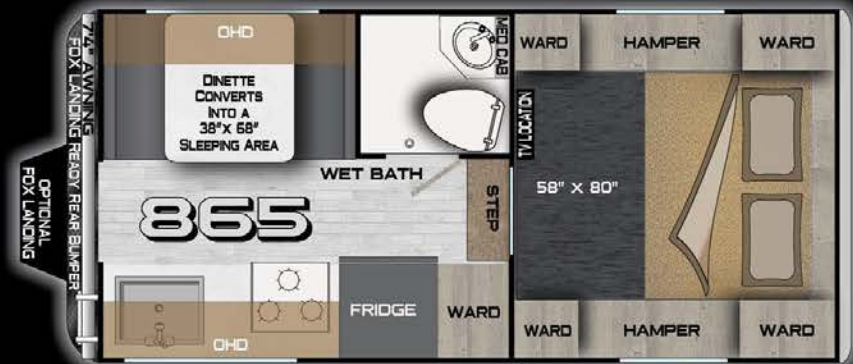 OHD
DINETTE
CONVERTS
INTO A
38"X 68"
SLEEPING AREA
MED CAB
WARD
HAMPER
WARD
7'4" AWNING
FOX LANDING READY REAR BUMPER
OPTIONAL
FOX LANDING
TV LOCATION
WET BATH
STEP
58" X 80"
865
FRIDGE
WARD
OHD
WARD
HAMPER
WARD